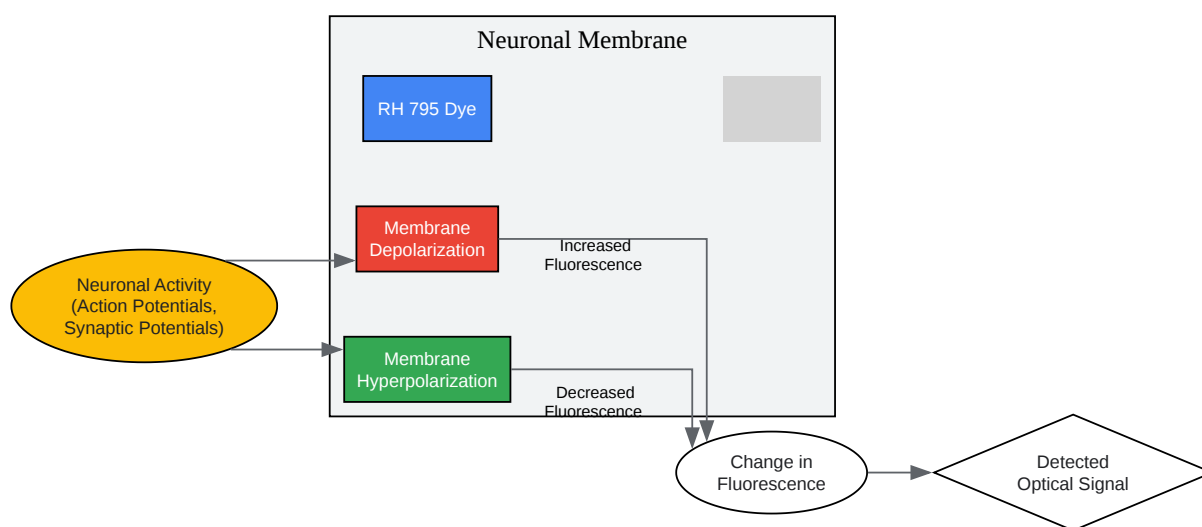 Neuronal Membrane
RH 795 Dye
Membrane
Depolarization
Increased
Fluorescence
Neuronal Activity
(Action Potentials,
Synaptic Potentials)
Membrane
Hyperpolarization
Decreased
Fluorescence
Change in
Fluorescence
Detected
Optical Signal